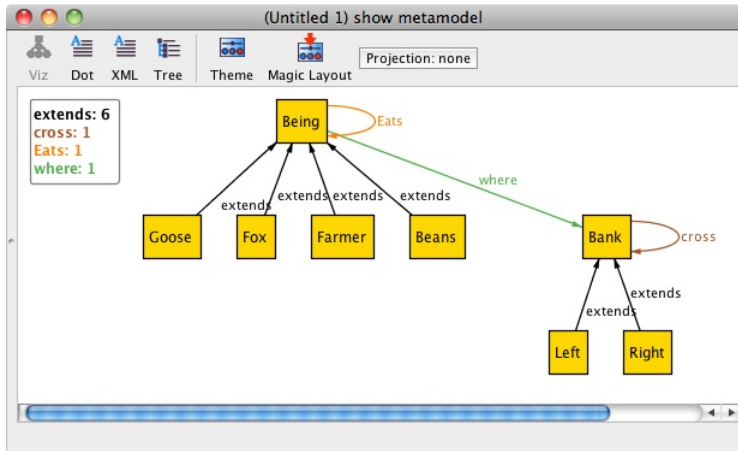 (Untitled 1) show metamodel
Viz Dot XML Tree Theme Magic Layout Projection: none
extends: 6
cross: 1
Eats: 1
where: 1
Being Eats
where
extends extends extends extends
Goose Fox Farmer Beans Bank cross
extends
extends
Left Right